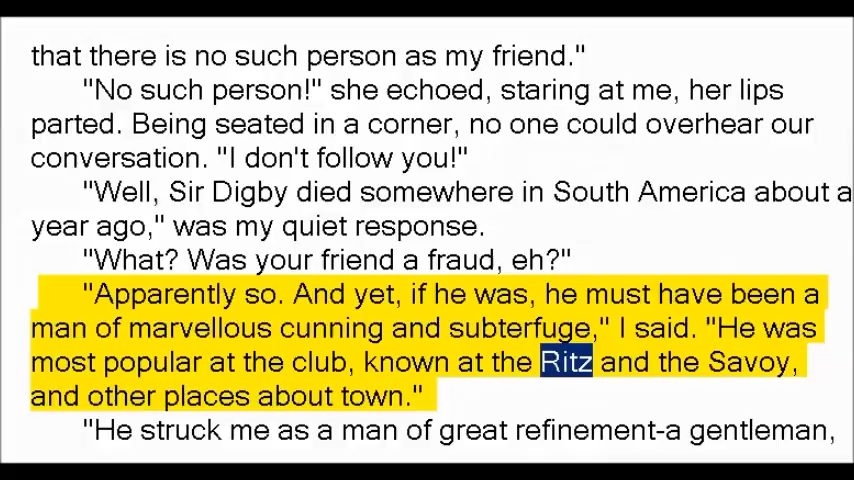 that there is no such person as my friend."
"No such person!" she echoed, staring at me, her lips
parted. Being seated in a corner, no one could overhear our
conversation. "I don't follow you!"
"Well, Sir Digby died somewhere in South America about a
year ago," was my quiet response.
"What? Was your friend a fraud, eh?"
"Apparently so. And yet, if he was, he must have been a
man of marvellous cunning and subterfuge," I said. "He was
most popular at the club, known at the Ritz and the Savoy,
and other places about town."
"He struck me as a man of great refinement-a gentleman,